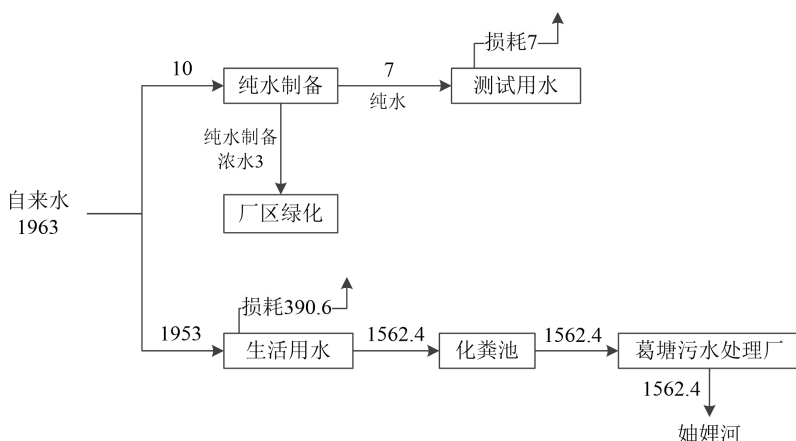 损耗7
10
7
纯水制备
测试用水
纯水
纯水制备
浓水3
自来水
1963
厂区绿化
损耗390.6
1953
1562.4
1562.4
生活用水
化粪池
葛塘污水处理厂
1562.4
妯娌河